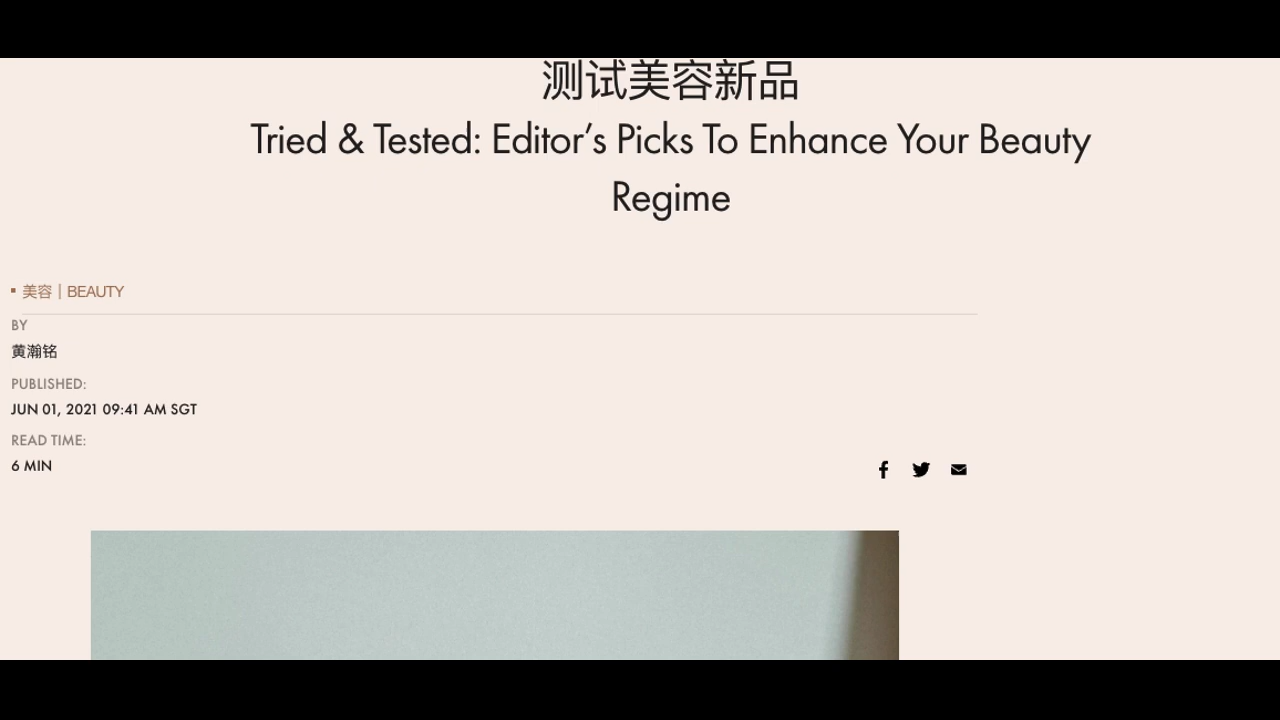 测试美容新品
Tried & Tested: Editor’s Picks To Enhance Your Beauty
Regime
美容 | BEAUTY
BY
黄瀚铭
PUBLISHED:
JUN 01, 2021 09:41 AM SGT
READ TIME:
6 MIN